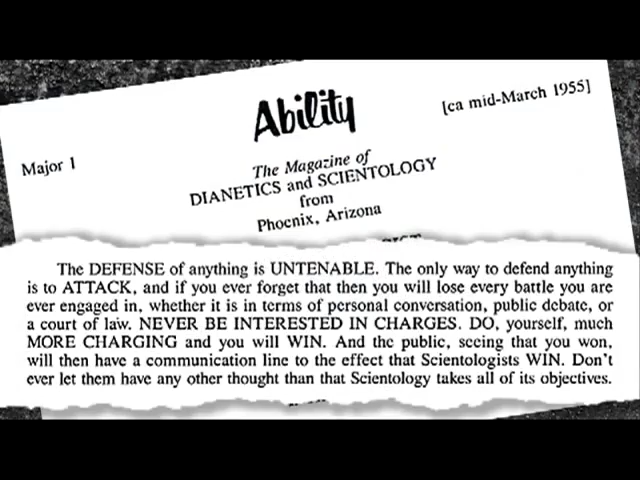 Ability
[ca mid-March 1955]
Major 1
The Magazine of
DIANETICS and SCIENTOLOGY
from
Phoenix, Arizona
The DEFENSE of anything is UNTENABLE. The only way to defend anything
is to ATTACK, and if you ever forget that then you will lose every battle you are
ever engaged in, whether it is in terms of personal conversation, public debate, or
a court of law. NEVER BE INTERESTED IN CHARGES. DO, yourself, much
MORE CHARGING and you will WIN. And the public, seeing that you won,
will then have a communication line to the effect that Scientologists WIN. Don't
ever let them have any other thought than that Scientology takes all of its objectives.